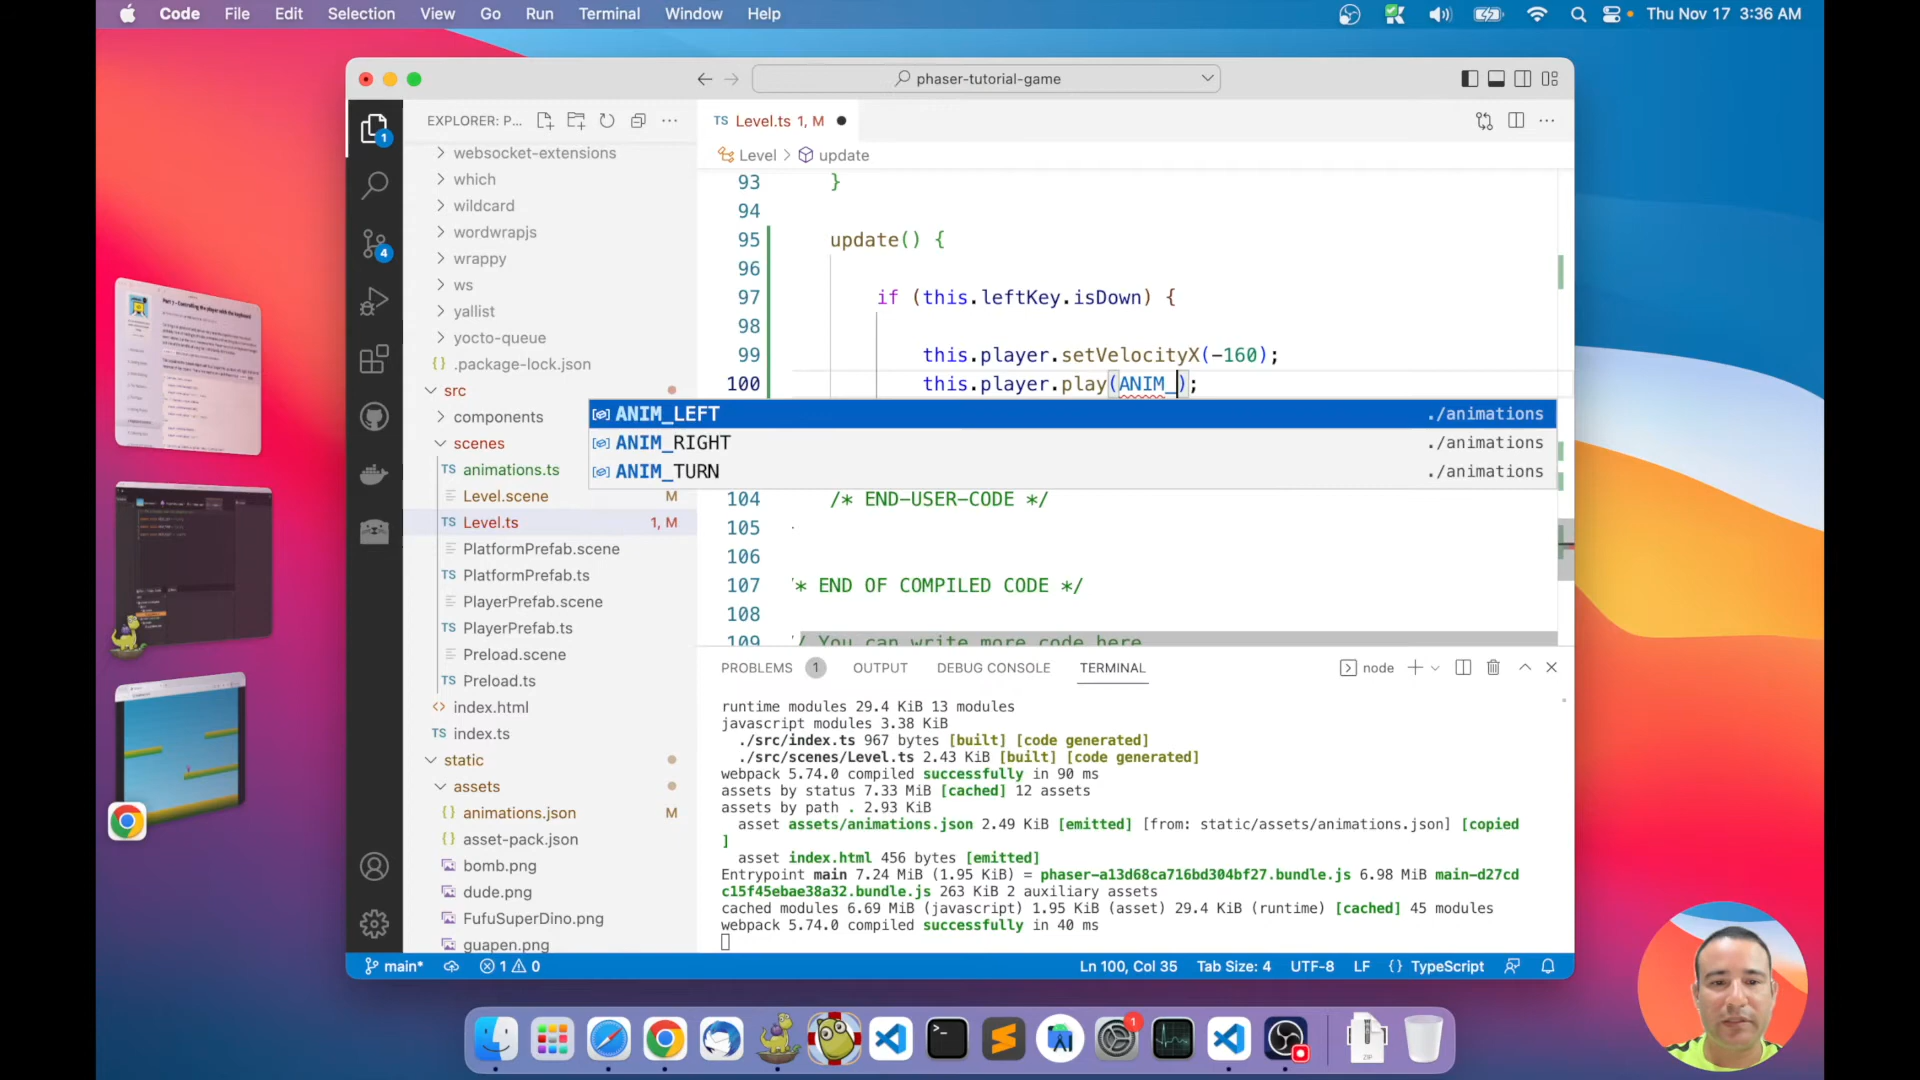 Code File Edit Selection View Go Run Terminal Window Help
Thu Nov 17 3:36 AM
phaser-tutorial-game
EXPLORER: P...
TS Level.ts 1, M
Level > update
1
4
websocket-extensions
which
wildcard
wordwrapjs
wrappy
ws
yallist
yocto-queue
{} .package-lock.json
src
components
scenes
TS animations.ts
Level.scene M
TS Level.ts 1, M
PlatformPrefab.scene
TS PlatformPrefab.ts
PlayerPrefab.scene
TS PlayerPrefab.ts
Preload.scene
TS Preload.ts
<> index.html
TS index.ts
static
assets
{} animations.json M
{} asset-pack.json
bomb.png
dude.png
FufuSuperDino.png
guapen.png
93 }
94
95 update() {
96
97 if (this.leftKey.isDown) {
98
99 this.player.setVelocityX(-160);
100 this.player.play(ANIM_);
ANIM_LEFT ./animations
ANIM_RIGHT ./animations
ANIM_TURN ./animations
104 /* END-USER-CODE */
105
106
107 /* END OF COMPILED CODE */
108
109 // You can write more code here
PROBLEMS 1 OUTPUT DEBUG CONSOLE TERMINAL
node
runtime modules 29.4 KiB 13 modules
javascript modules 3.38 KiB
./src/index.ts 967 bytes [built] [code generated]
./src/scenes/Level.ts 2.43 KiB [built] [code generated]
webpack 5.74.0 compiled successfully in 90 ms
assets by status 7.33 MiB [cached] 12 assets
assets by path . 2.93 KiB
asset assets/animations.json 2.49 KiB [emitted] [from: static/assets/animations.json] [copied
]
asset index.html 456 bytes [emitted]
Entrypoint main 7.24 MiB (1.95 KiB) = phaser-a13d68ca716bd304bf27.bundle.js 6.98 MiB main-d27cd
c15f45ebae38a32.bundle.js 263 KiB 2 auxiliary assets
cached modules 6.69 MiB (javascript) 1.95 KiB (asset) 29.4 KiB (runtime) [cached] 45 modules
webpack 5.74.0 compiled successfully in 40 ms
main* 1 0
Ln 100, Col 35 Tab Size: 4 UTF-8 LF {} TypeScript
1
ZIP